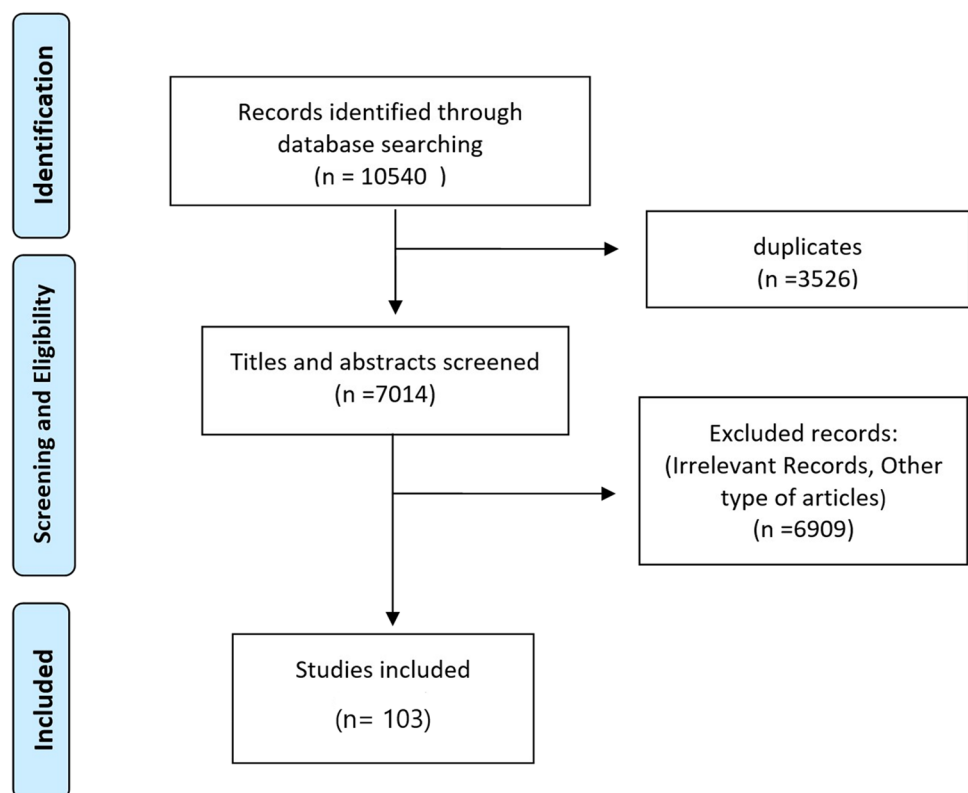 Identification
Records identified through
database searching
(n = 10540  )
duplicates
(n =3526)
Screening and Eligibility
Titles and abstracts screened
(n =7014)
Excluded records:
(Irrelevant Records, Other
type of articles)
(n =6909)
Included
Studies included
(n= 103)